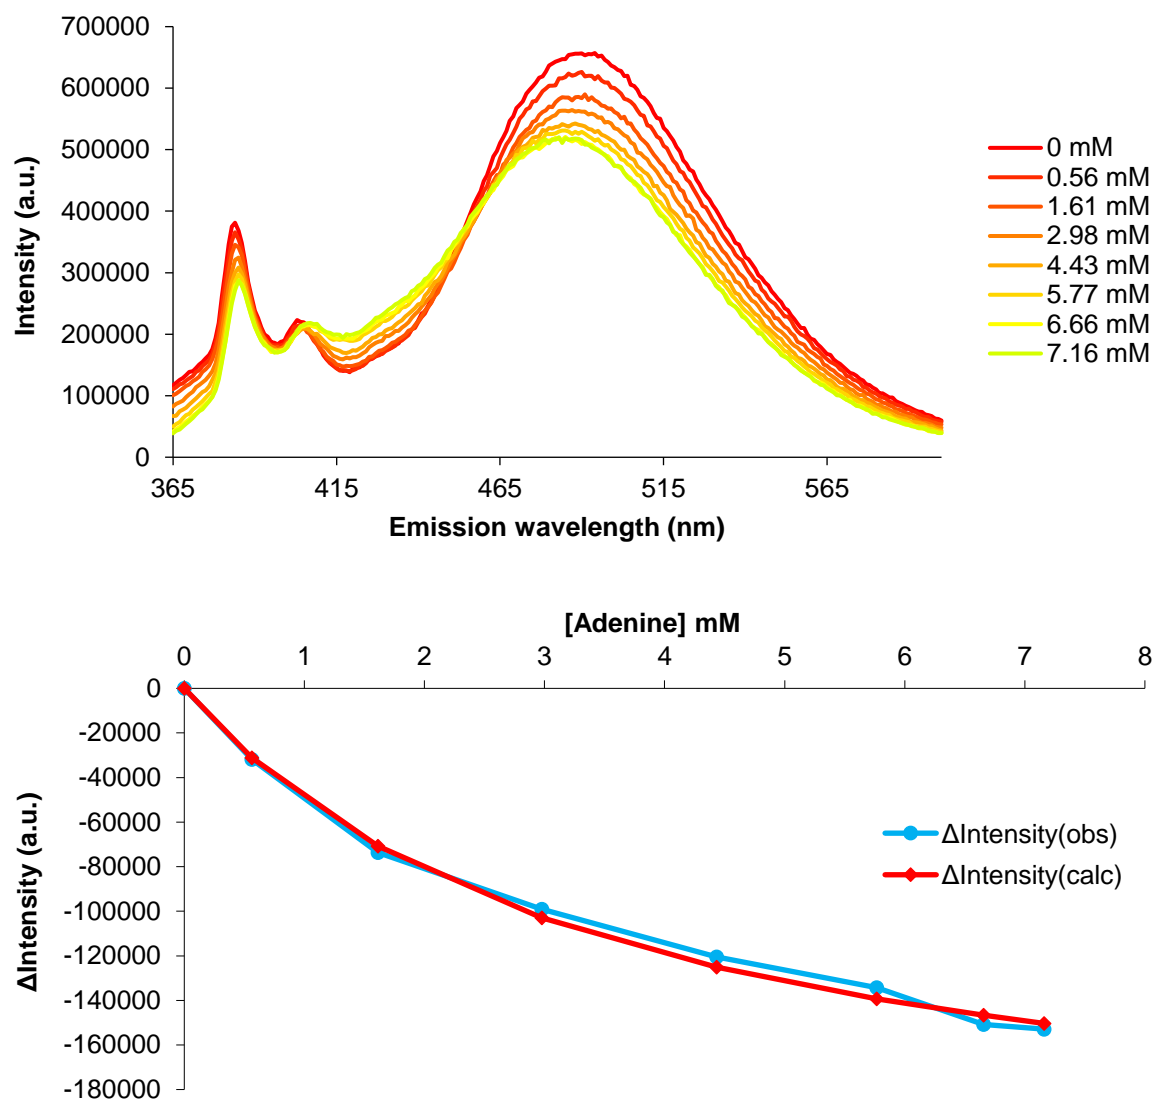 700000
600000
500000
400000
300000
200000
100000
0
Intensity (a.u.)
365 415 465 515 565
Emission wavelength (nm)
0 mM
0.56 mM
1.61 mM
2.98 mM
4.43 mM
5.77 mM
6.66 mM
7.16 mM
[Adenine] mM
0 1 2 3 4 5 6 7 8
0
-20000
-40000
-60000
-80000
-100000
-120000
-140000
-160000
-180000
ΔIntensity (a.u.)
ΔIntensity(obs)
ΔIntensity(calc)